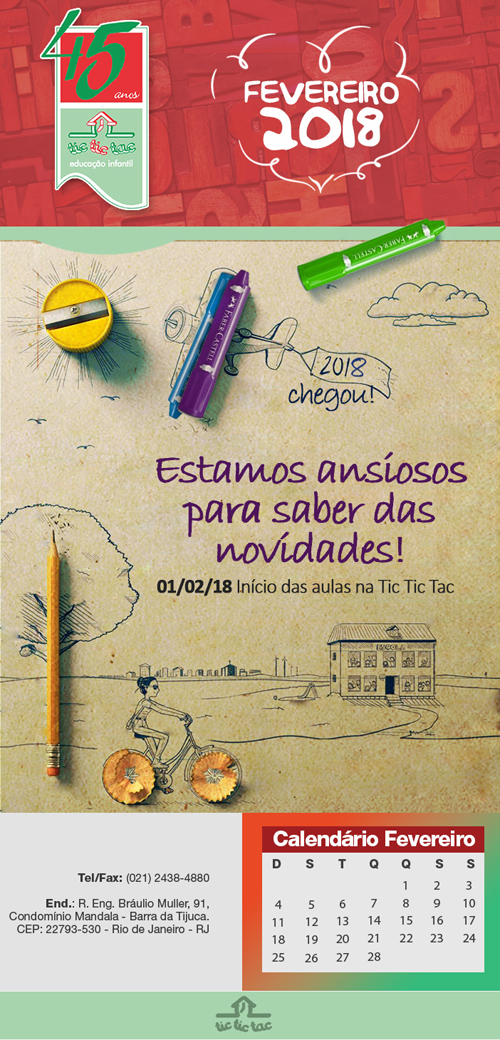 45
anos
tic tic tac
educação infantil
FEVEREIRO
2018
FABER CASTELL
FABER CASTELL
2018
chegou!
Estamos ansiosos
para saber das
novidades!
01/02/18 Início das aulas na Tic Tic Tac
ESCOLA
Tel/Fax: (021) 2438-4880
End.: R. Eng. Bráulio Muller, 91,
Condomínio Mandala - Barra da Tijuca.
CEP: 22793-530 - Rio de Janeiro - RJ
Calendário Fevereiro
D S T Q Q S S
1 2 3
4 5 6 7 8 9 10
11 12 13 14 15 16 17
18 19 20 21 22 23 24
25 26 27 28
tic tic tac